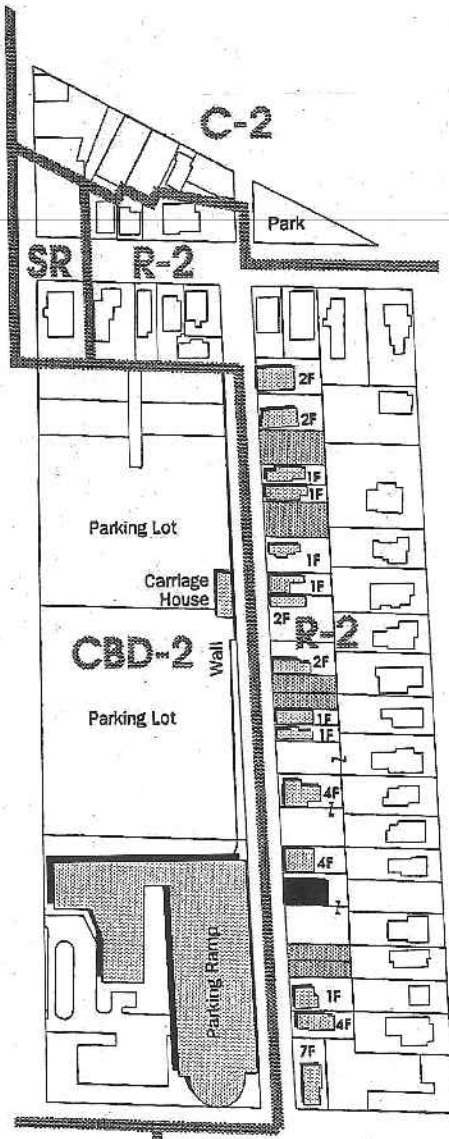 C-2
Park
SR
R-2
2F
2F
1F
1F
Parking Lot
1F
Carriage
House
1F
2F
R-2
CBD-2
Wall
2F
Parking Lot
1F
1F
Z
4F
Z
4F
Z
Parking Ramp
1F
4F
7F